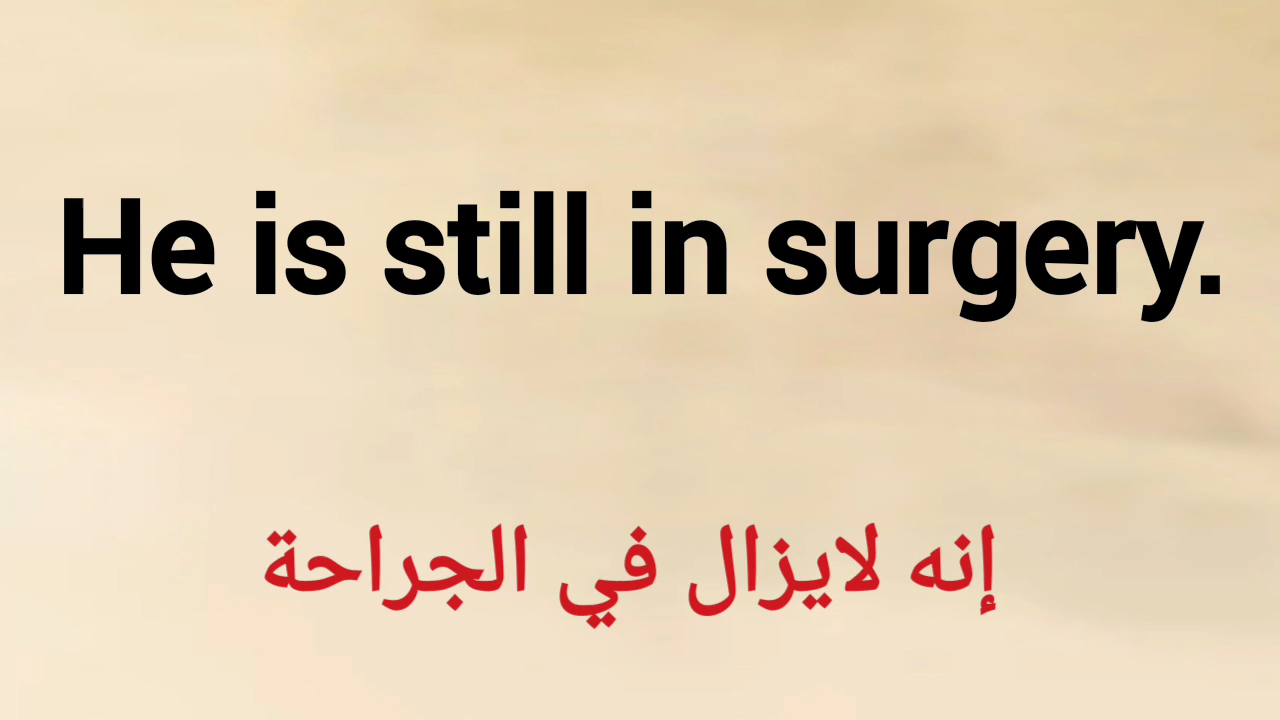 He is still in surgery.
إنه لايزال في الجراحة